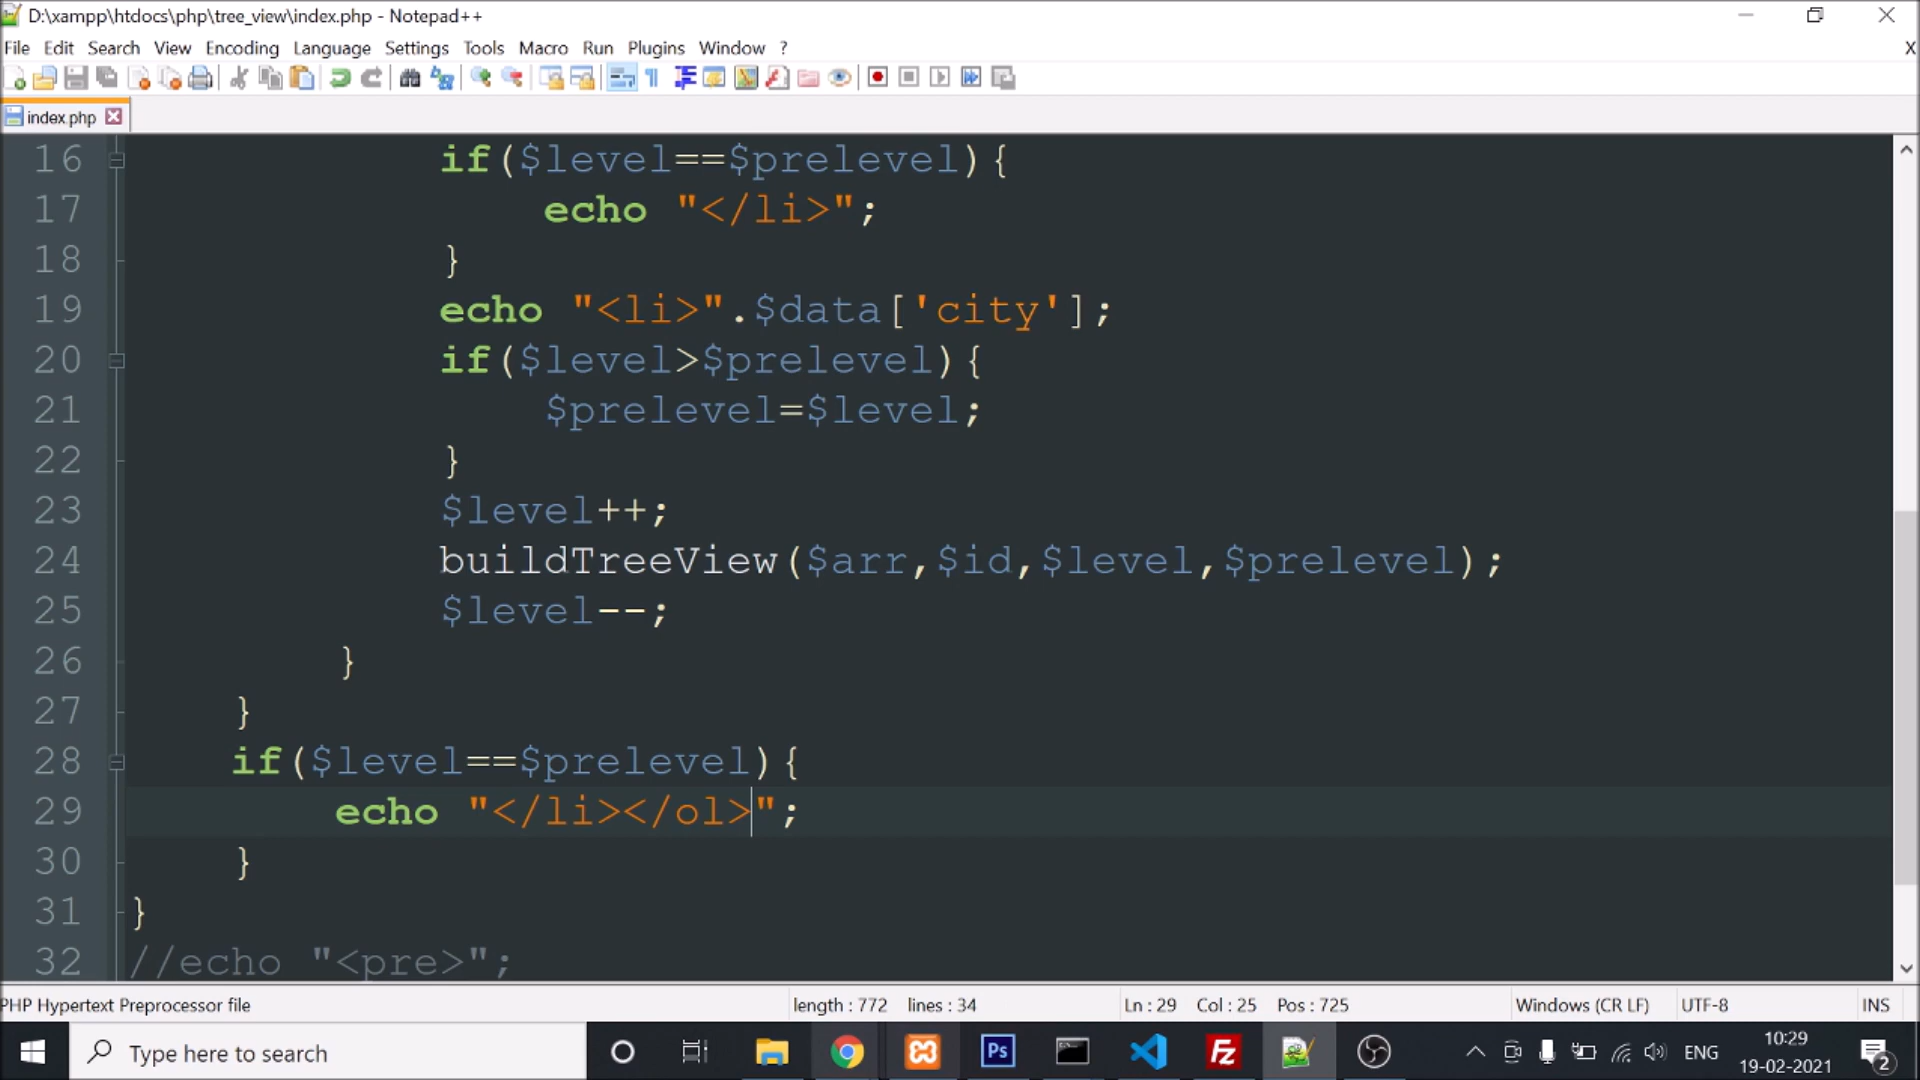 D:\xampp\htdocs\php\tree_view\index.php - Notepad++
File Edit Search View Encoding Language Settings Tools Macro Run Plugins Window ? X
index.php
16 if($level==$prelevel){
17 echo "</li>";
18 }
19 echo "<li>".$data['city'];
20 if($level>$prelevel){
21 $prelevel=$level;
22 }
23 $level++;
24 buildTreeView($arr,$id,$level,$prelevel);
25 $level--;
26 }
27 }
28 if($level==$prelevel){
29 echo "</li></ol>";
30 }
31 }
32 //echo "<pre>";
PHP Hypertext Preprocessor file length : 772 lines : 34 Ln : 29 Col : 25 Pos : 725 Windows (CR LF) UTF-8 INS
Type here to search Ps Fz ENG 10:29
19-02-2021 2